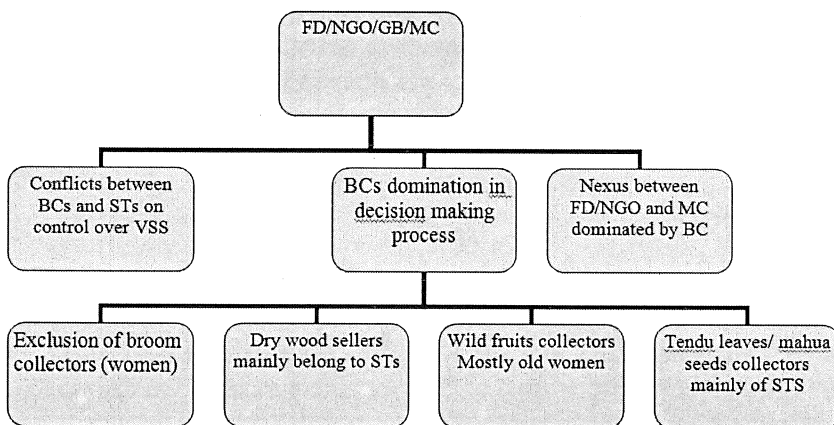 FD/NGO/GB/MC
Conflicts between
BCs and STs on
control over VSS
BCs domination in
decision making
process
Nexus between
FD/NGO and MC
dominated by BC
Exclusion of broom
collectors (women)
Dry wood sellers
mainly belong to STs
Wild fruits collectors
Mostly old women
Tendu leaves/ mahua
seeds collectors
mainly of STS